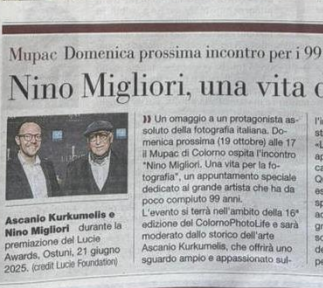 Mupac Domenica prossima incontro per i 99
Nino Migliori, una vita
Ascanio Kurkumelis e
Nino Migliori durante la
premiazione del Lucie
Awards, Ostuni, 21 giugno
2025. (credit Lucie Foundation)
⟫ Un omaggio a un protagonista as-
soluto della fotografia italiana. Do-
menica prossima (19 ottobre) alle 17
il Mupac di Colorno ospita l'incontro
"Nino Migliori. Una vita per la fo-
tografia", un appuntamento speciale
dedicato al grande artista che ha da
poco compiuto 99 anni.
L'evento si terrà nell'ambito della 16ª
edizione del ColornoPhotoLife e sarà
moderato dallo storico dell'arte
Ascanio Kurkumelis, che offrirà uno
sguardo ampio e appassionato sul-